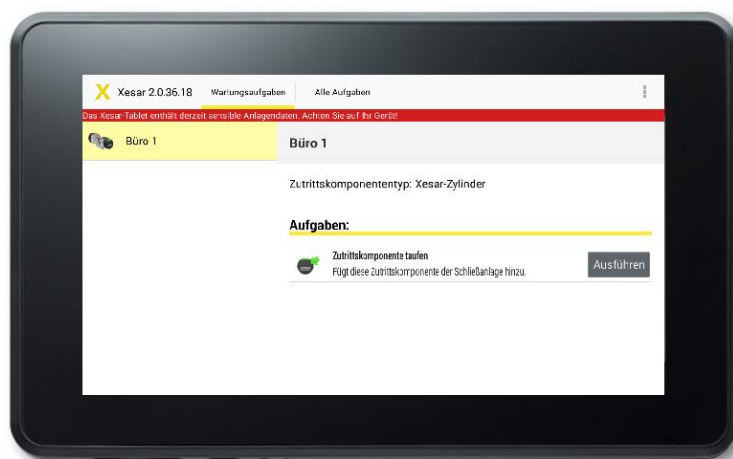 Xesar 2.0.36.18
Wartungsaufgaben
Alle Aufgaben
Das Xesar-Tablet enthält derzeit sensible Anlagendaten. Achten Sie auf Ihr Gerät!
Büro 1
Büro 1
Zutrittskomponententyp: Xesar-Zylinder
Aufgaben:
Zutrittskomponente taufen
Fügt diese Zutrittskomponente der Schließanlage hinzu.
Ausführen